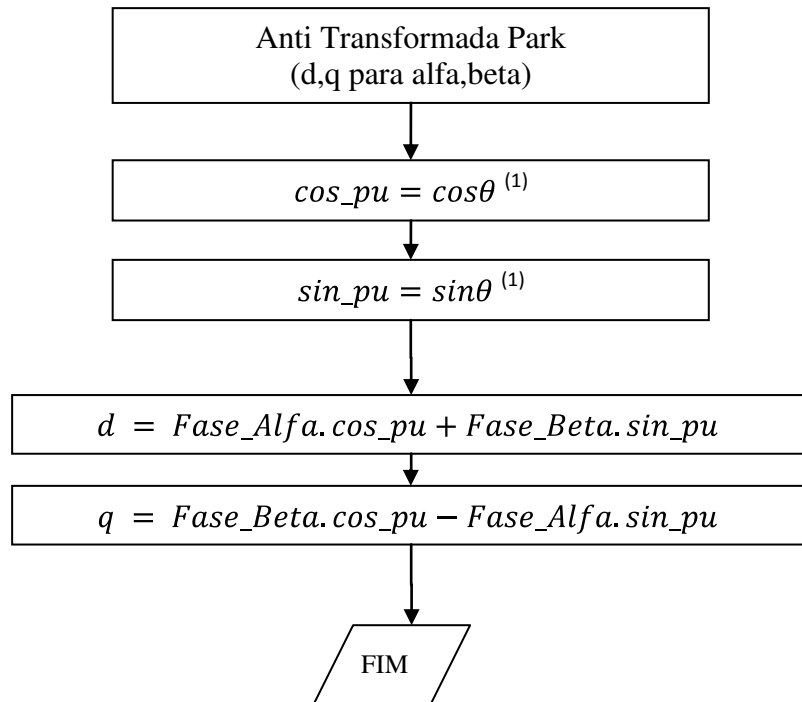 Anti Transformada Park
(d,q para alfa,beta)
cos_pu = cosθ (1)
sin_pu = sinθ (1)
d = Fase_Alfa. cos_pu + Fase_Beta. sin_pu
q = Fase_Beta. cos_pu − Fase_Alfa. sin_pu
FIM